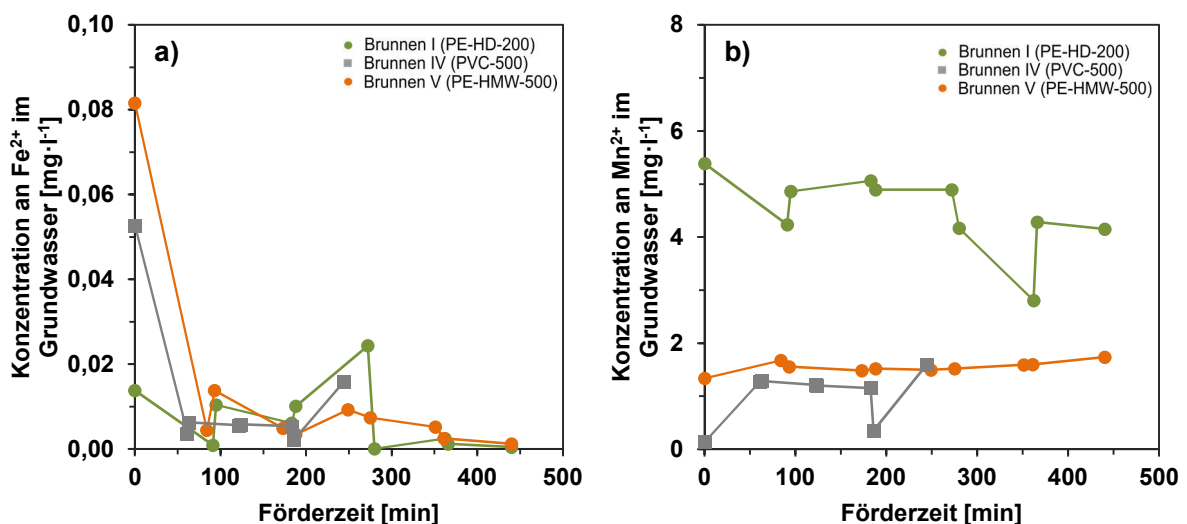 a)
Brunnen I (PE-HD-200)
Brunnen IV (PVC-500)
Brunnen V (PE-HMW-500)
Konzentration an Fe²⁺ im
Grundwasser [mg·l⁻¹]
0,10
0,08
0,06
0,04
0,02
0,00
0 100 200 300 400 500
Förderzeit [min]
b)
Brunnen I (PE-HD-200)
Brunnen IV (PVC-500)
Brunnen V (PE-HMW-500)
Konzentration an Mn²⁺ im
Grundwasser [mg·l⁻¹]
8
6
4
2
0
0 100 200 300 400 500
Förderzeit [min]